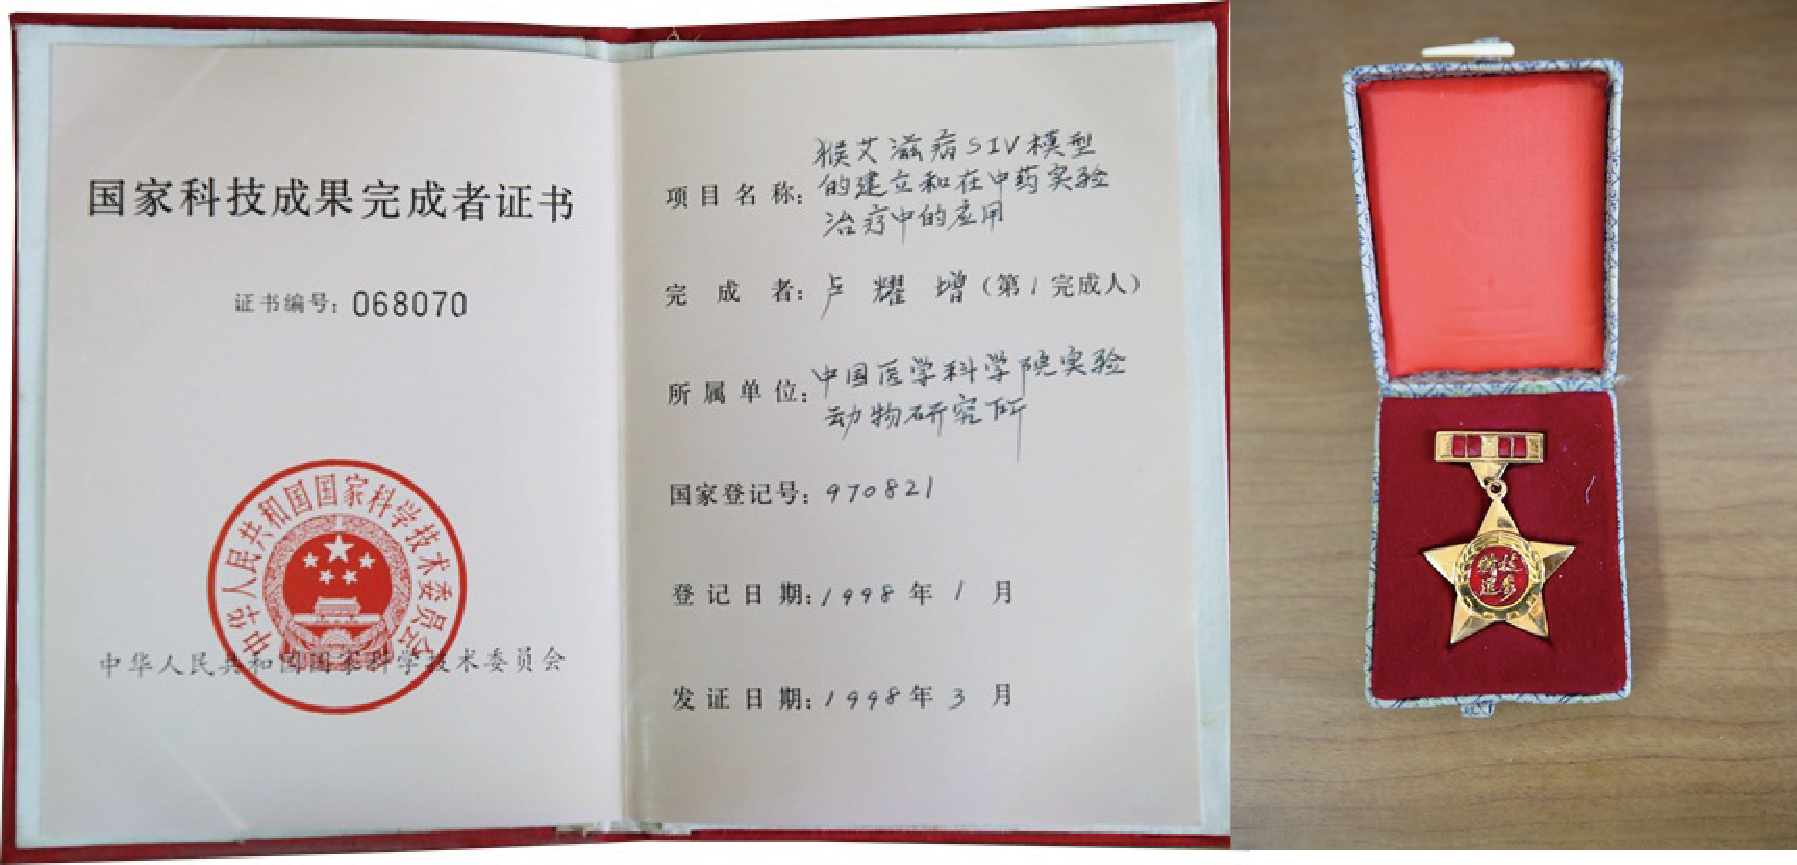 国家科技成果完成者证书
证书编号：068070
中华人民共和国国家科学技术委员会
中华人民共和国国家科学技术委员会
项目名称：猴艾滋病SIV模型
的建立和在中药实验
治疗中的应用
完成者：卢耀增（第1完成人）
所属单位：中国医学科学院实验
动物研究所
国家登记号：970821
登记日期：1998年1月
发证日期：1998年3月
科技
进步